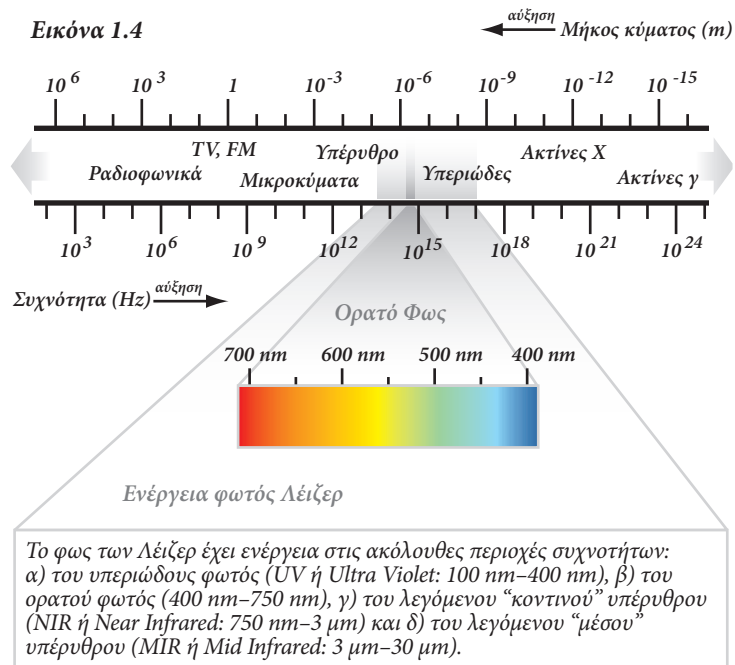 Εικόνα 1.4
αύξηση Μήκος κύματος (m)
10^6 10^3 1 10^-3 10^-6 10^-9 10^-12 10^-15
TV, FM Υπέρυθρο Ακτίνες Χ
Ραδιοφωνικά Μικροκύματα Υπεριώδες Ακτίνες γ
10^3 10^6 10^9 10^12 10^15 10^18 10^21 10^24
Συχνότητα (Hz) αύξηση
Ορατό Φως
700 nm 600 nm 500 nm 400 nm
Ενέργεια φωτός Λέιζερ
Το φως των Λέιζερ έχει ενέργεια στις ακόλουθες περιοχές συχνοτήτων:
α) του υπεριώδους φωτός (UV ή Ultra Violet: 100 nm–400 nm), β) του
ορατού φωτός (400 nm–750 nm), γ) του λεγόμενου “κοντινού” υπέρυθρου
(NIR ή Near Infrared: 750 nm–3 μm) και δ) του λεγόμενου “μέσου”
υπέρυθρου (MIR ή Mid Infrared: 3 μm–30 μm).